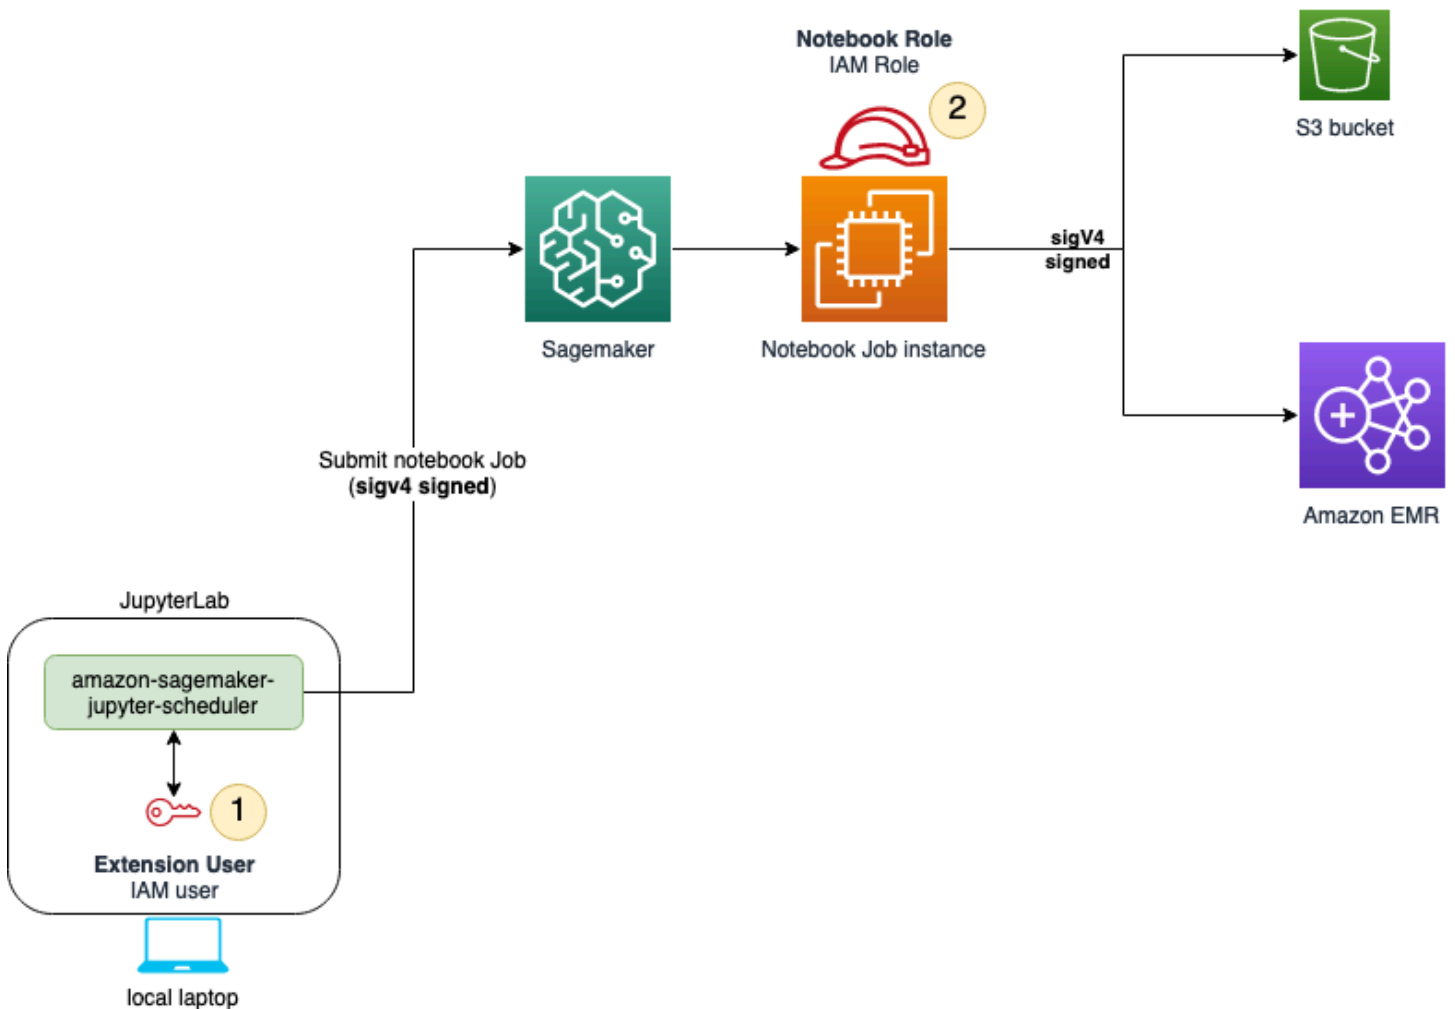 Notebook Role
IAM Role
2
S3 bucket
sigV4
signed
Sagemaker
Notebook Job instance
Submit notebook Job
(sigv4 signed)
Amazon EMR
JupyterLab
amazon-sagemaker-
jupyter-scheduler
1
Extension User
IAM user
local laptop